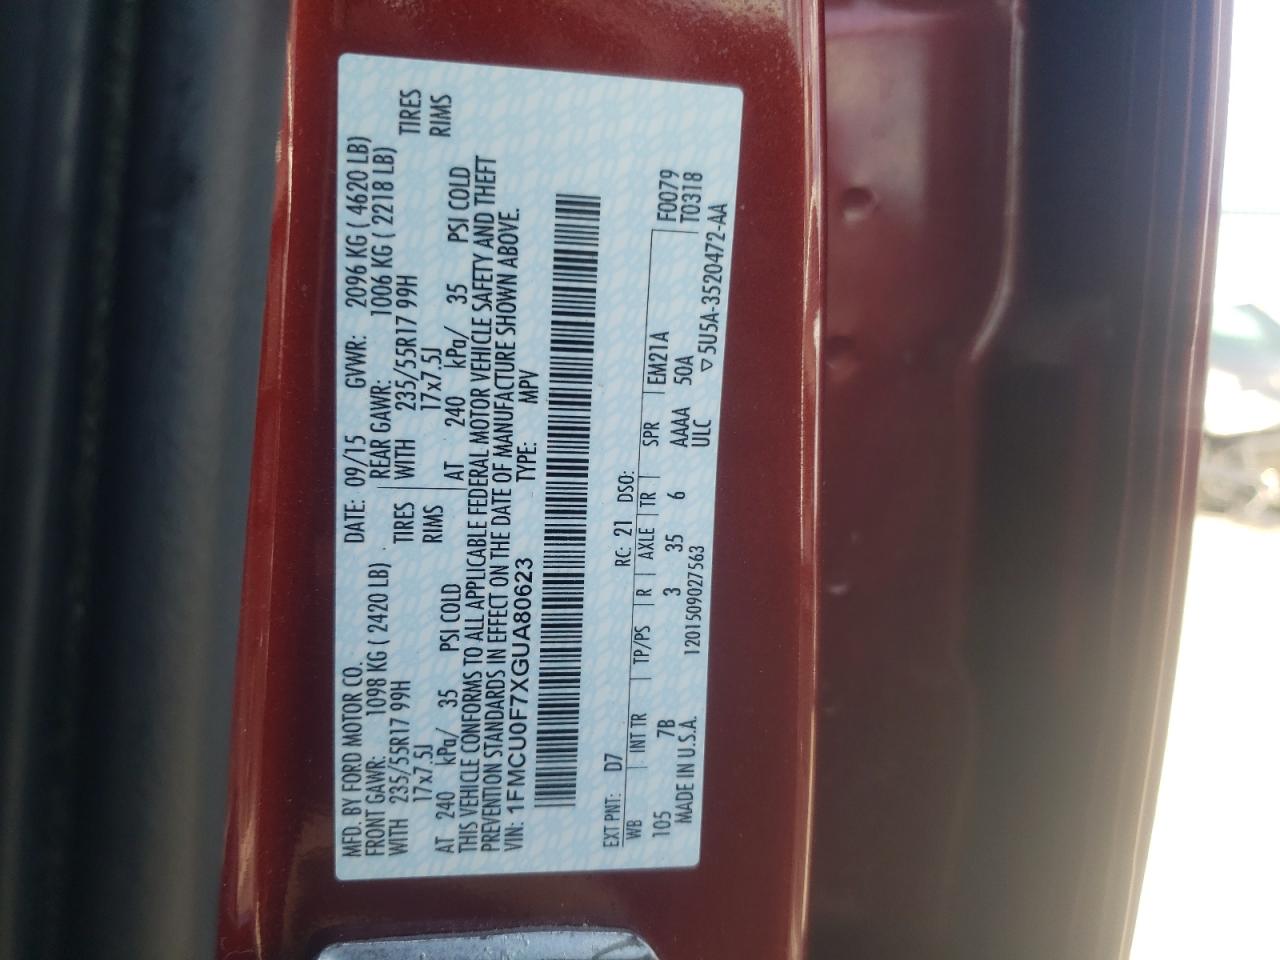 MFD. BY FORD MOTOR CO.
DATE: 09/15 GVWR: 2096 KG ( 4620 LB)
FRONT GAWR: 1098 KG ( 2420 LB)
REAR GAWR: 1006 KG ( 2218 LB)
WITH 235/55R17 99H TIRES
WITH 235/55R17 99H TIRES
17x7.5J RIMS
17x7.5J RIMS
AT 240 kPa/ 35 PSI COLD
AT 240 kPa/ 35 PSI COLD
THIS VEHICLE CONFORMS TO ALL APPLICABLE FEDERAL MOTOR VEHICLE SAFETY AND THEFT
PREVENTION STANDARDS IN EFFECT ON THE DATE OF MANUFACTURE SHOWN ABOVE.
VIN: 1FMCU0F7XGUA80623 TYPE: MPV
EXT PNT: D7 RC: 21 DSO:
WB INT TR TP/PS R AXLE TR SPR EM21A F0079
105 7B 3 35 6 AAAA 50A T0318
MADE IN U.S.A. 1201509027563 ULC ▽5U5A-3520472-AA